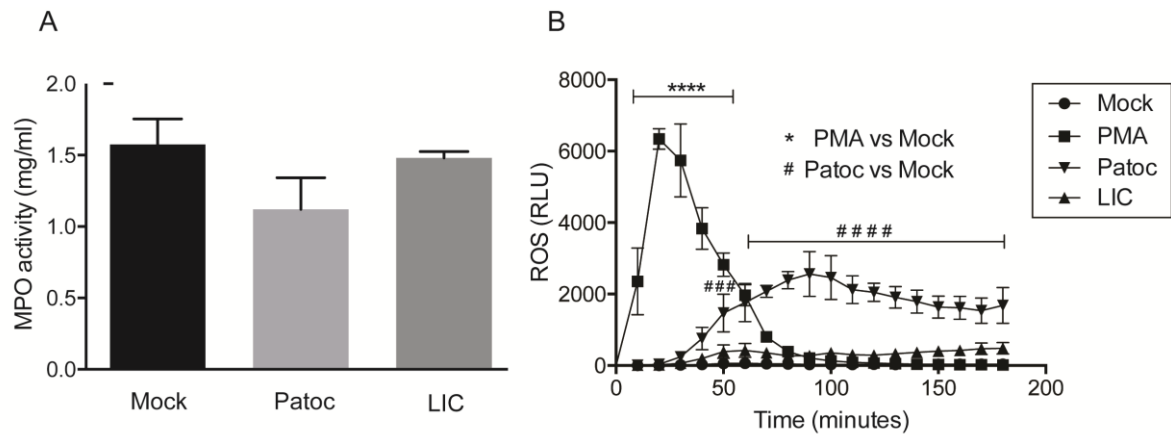 A
B
MPO activity (mg/ml)
2.0
1.5
1.0
0.5
0.0
Mock
Patoc
LIC
ROS (RLU)
8000
6000
4000
2000
0
****
* PMA vs Mock
# Patoc vs Mock
####
###
0
50
100
150
200
Time (minutes)
Mock
PMA
Patoc
LIC